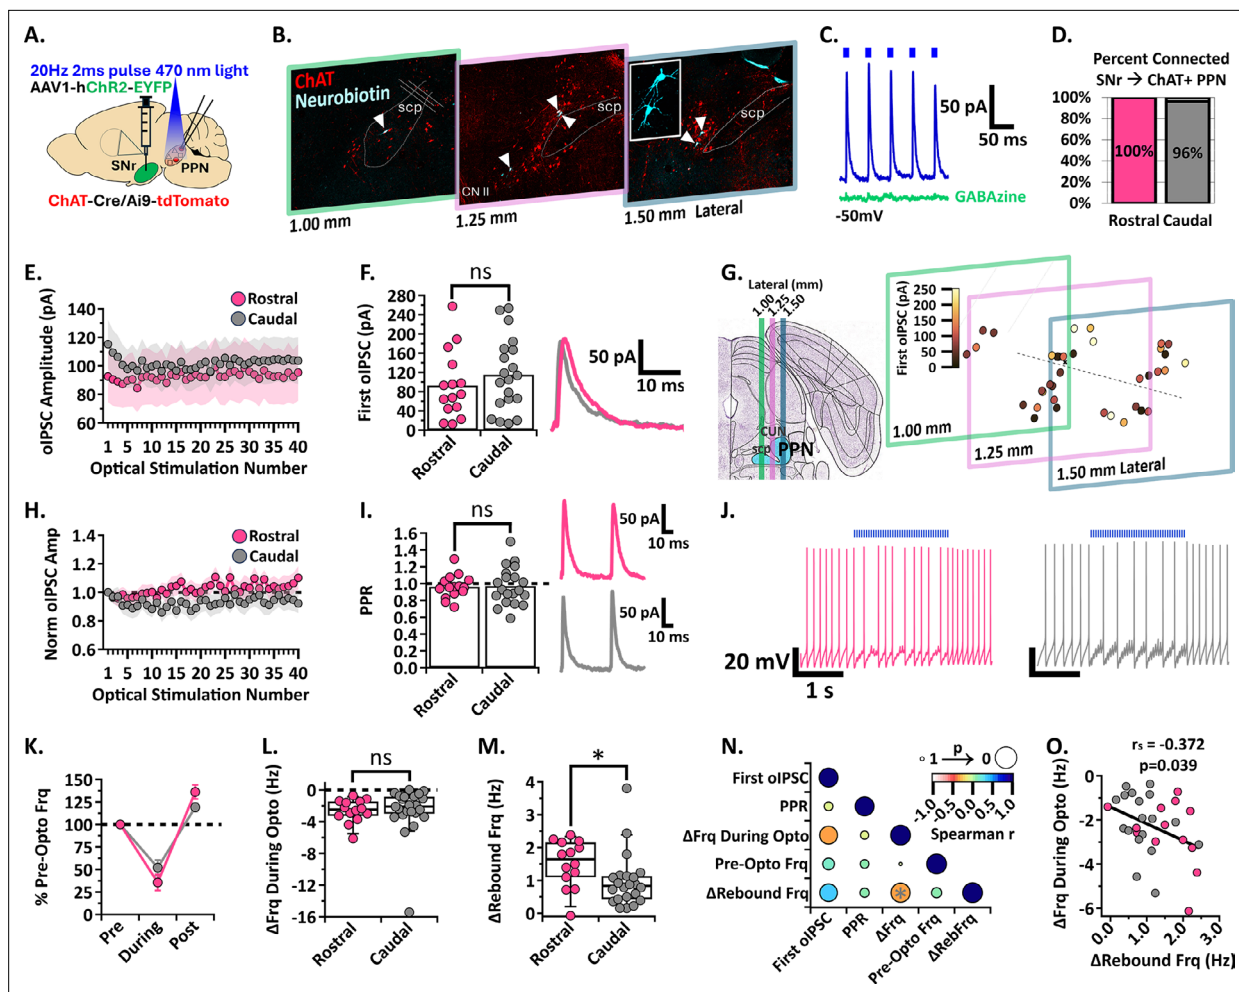 A.
20Hz 2ms pulse 470 nm light
AAV1-hChR2-EYFP
SNr
PPN
ChAT-Cre/Ai9-tdTomato
B.
ChAT
Neurobiotin
scp
scp
scp
CN II
1.00 mm
1.25 mm
1.50 mm Lateral
C.
50 pA
50 ms
GABAzine
-50mV
D.
Percent Connected
SNr → ChAT+ PPN
100%
80%
60%
40%
20%
0%
100%
96%
Rostral Caudal
E.
Rostral
Caudal
oIPSC Amplitude (pA)
140
120
100
80
60
1 5 10 15 20 25 30 35 40
Optical Stimulation Number
F.
ns
First oIPSC (pA)
280
240
200
160
120
80
40
0
Rostral
Caudal
50 pA
10 ms
G.
Lateral (mm)
1.00
1.25
1.50
CUN
scp
PPN
First oIPSC (pA)
250
200
150
100
50
0
1.00 mm
1.25 mm
1.50 mm Lateral
H.
Rostral
Caudal
Norm oIPSC Amp
1.4
1.2
1.0
0.8
0.6
1 5 10 15 20 25 30 35 40
Optical Stimulation Number
I.
ns
PPR
1.6
1.4
1.2
1.0
0.8
0.6
0.4
0.2
0.0
Rostral
Caudal
50 pA
10 ms
50 pA
10 ms
J.
20 mV
1 s
K.
% Pre-Opto Frq
150
125
100
75
50
25
0
Pre
During
Post
L.
ns
ΔFrq During Opto (Hz)
0
-4
-8
-12
-16
Rostral
Caudal
M.
*
ΔRebound Frq (Hz)
4
3
2
1
0
Rostral
Caudal
N.
1 p → 0
-1.0
-0.5
0.0
0.5
1.0
Spearman r
First oIPSC
PPR
ΔFrq During Opto
Pre-Opto Frq
ΔRebound Frq
*
First oIPSC
PPR
ΔFrq
Pre-Opto Frq
ΔRebFrq
O.
rs = -0.372
p=0.039
ΔFrq During Opto (Hz)
0
-2
-4
-6
0.0 1.0 2.0 3.0
ΔRebound Frq (Hz)